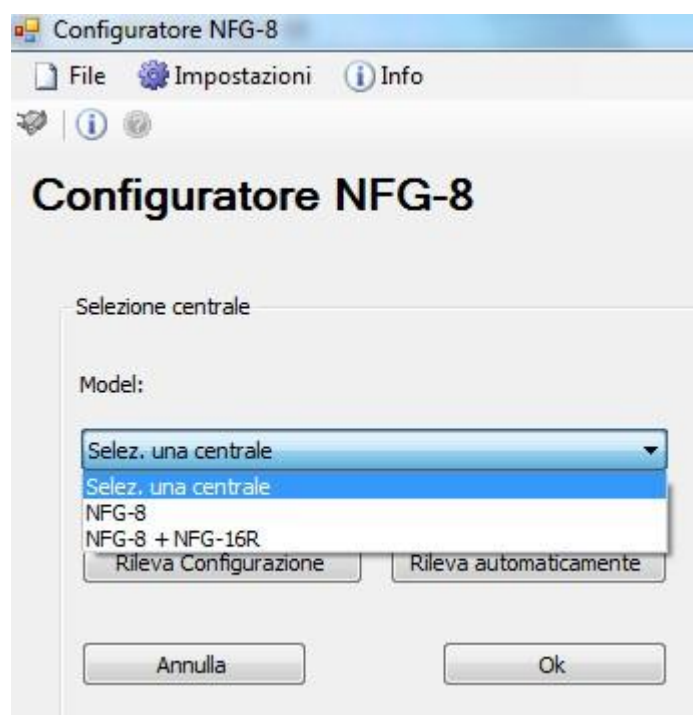 Configuratore NFG-8
File Impostazioni Info
Configuratore NFG-8
Selezione centrale
Model:
Selez. una centrale
Selez. una centrale
NFG-8
NFG-8 + NFG-16R
Rileva Configurazione Rileva automaticamente
Annulla Ok